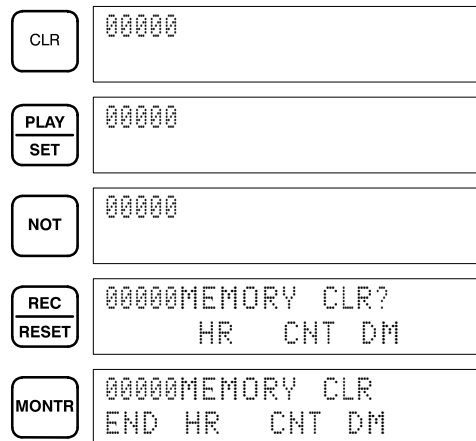 CLR
00000
PLAY
SET
00000
NOT
00000
REC
RESET
00000MEMORY CLR?
HR CNT DM
MONTR
00000MEMORY CLR
END HR CNT DM